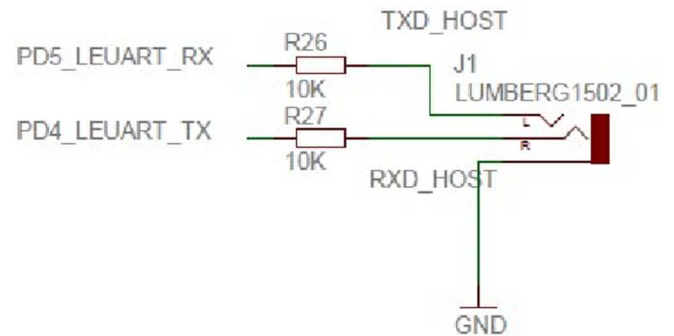 TXD_HOST
R26
PD5_LEUART_RX
J1
10K
LUMBERG1502_01
R27
L
PD4_LEUART_TX
R
10K
RXD_HOST
GND